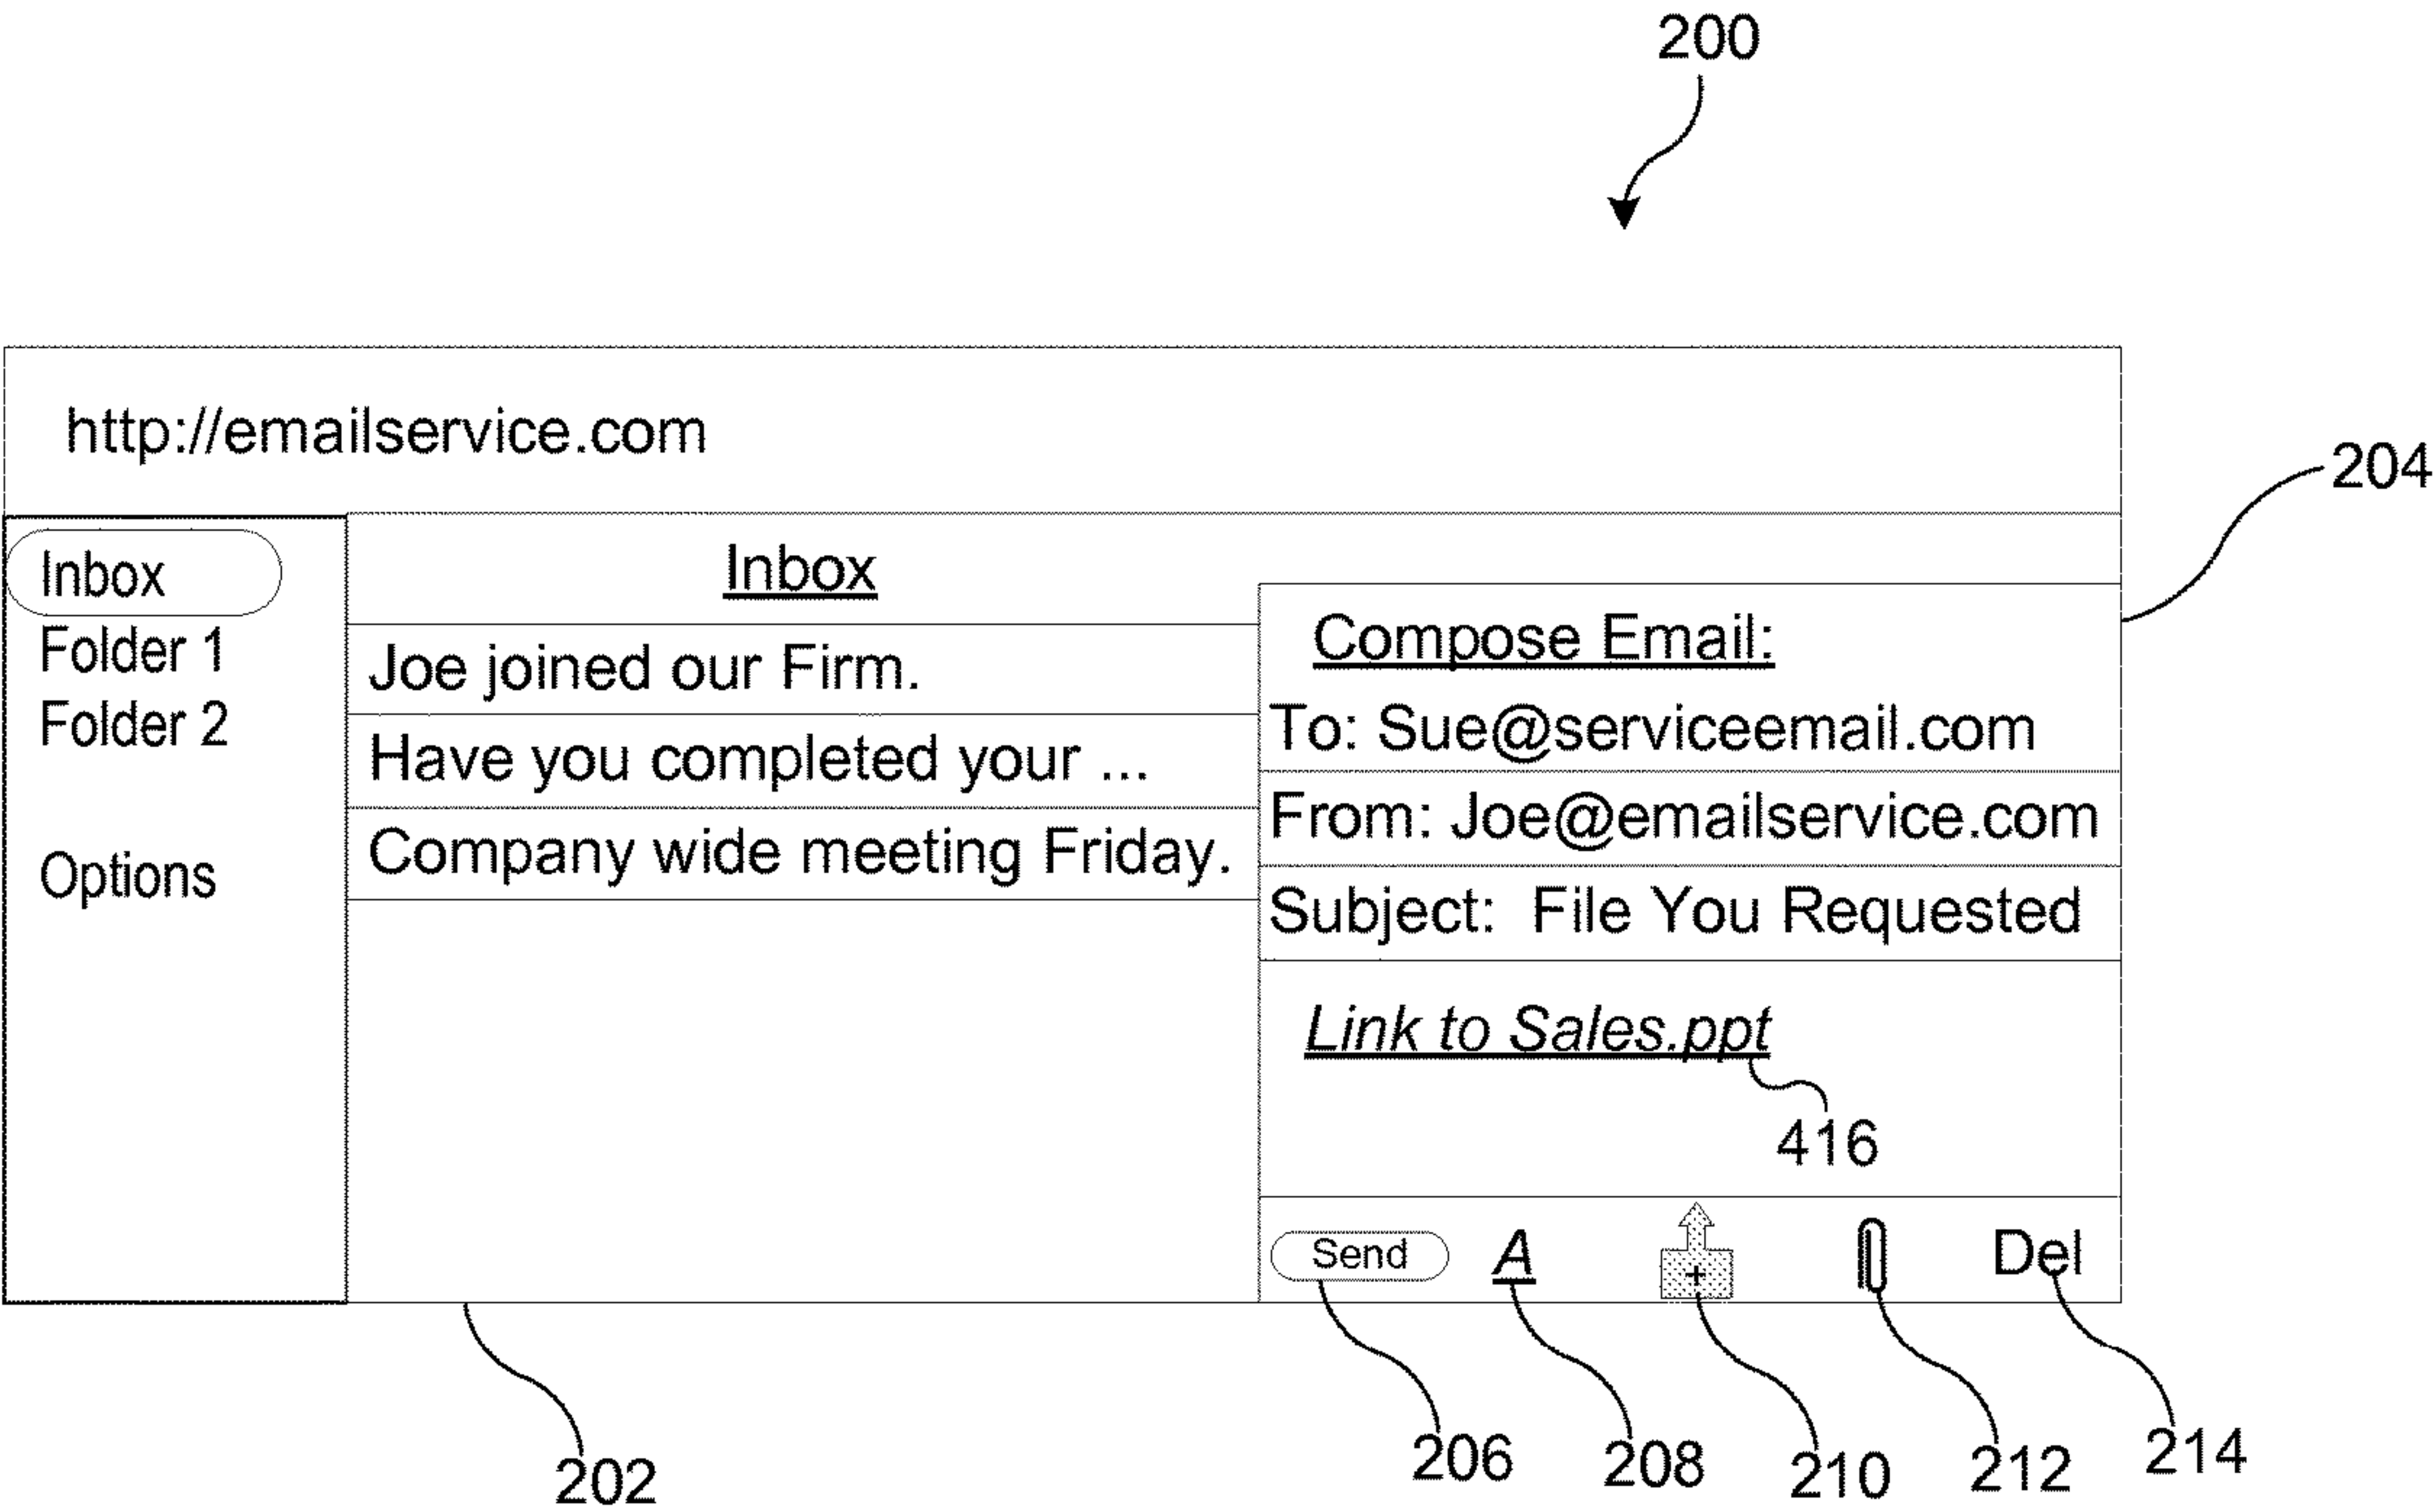 200
http://emailservice.com
204
Inbox
Folder 1
Folder 2
Options
Inbox
Joe joined our Firm.
Have you completed your ...
Company wide meeting Friday.
Compose Email:
To: Sue@serviceemail.com
From: Joe@emailservice.com
Subject: File You Requested
Link to Sales.ppt
416
Send A + Del
202 206 208 210 212 214